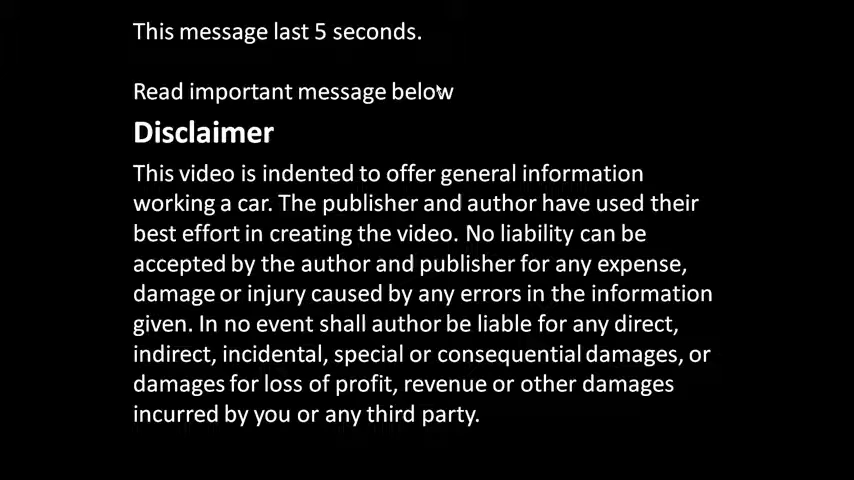 This message last 5 seconds.
Read important message below
Disclaimer
This video is indented to offer general information
working a car. The publisher and author have used their
best effort in creating the video. No liability can be
accepted by the author and publisher for any expense,
damage or injury caused by any errors in the information
given. In no event shall author be liable for any direct,
indirect, incidental, special or consequential damages, or
damages for loss of profit, revenue or other damages
incurred by you or any third party.